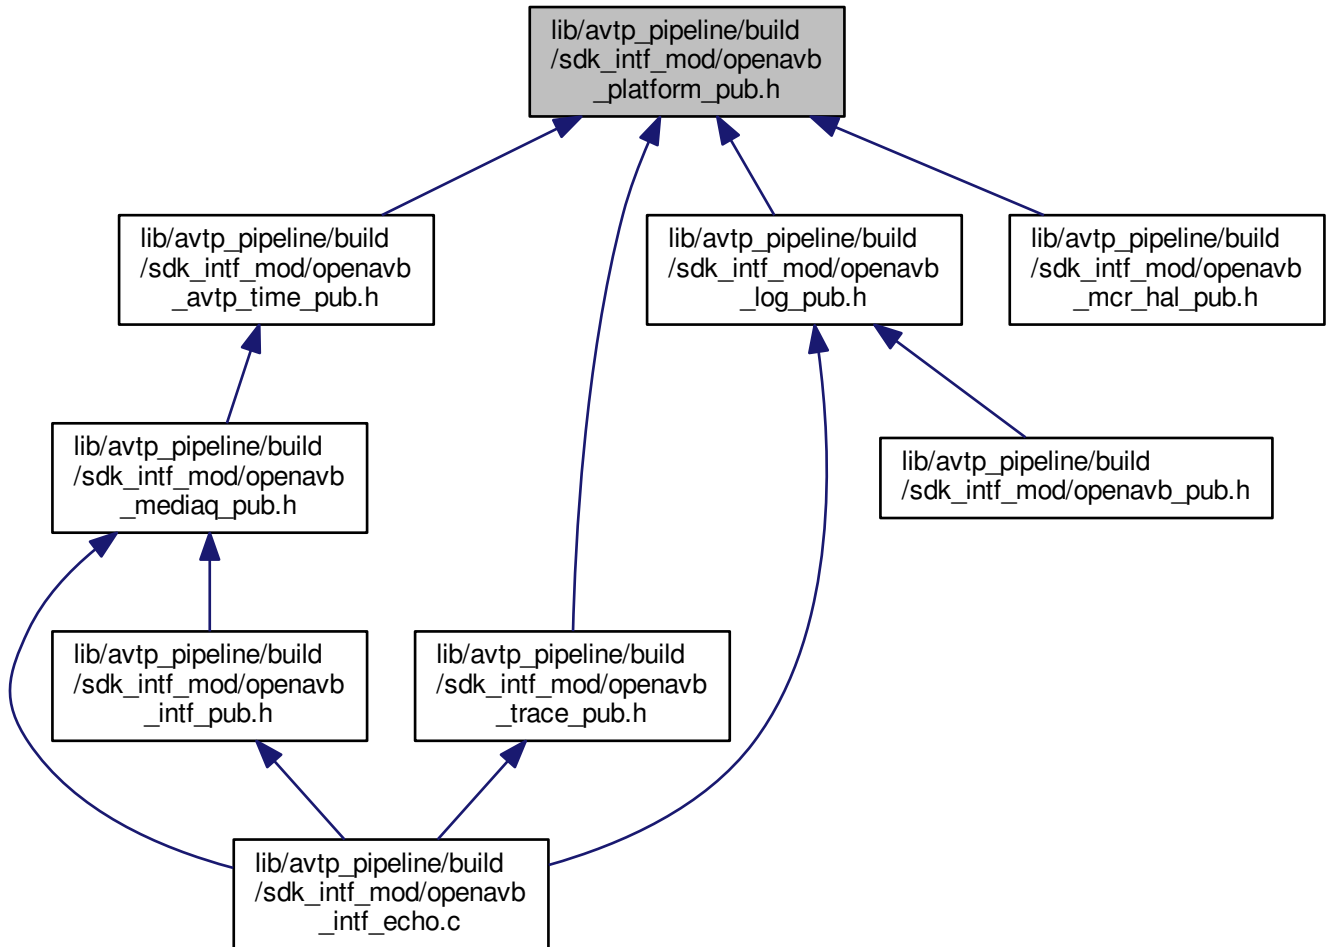 lib/avtp_pipeline/build
/sdk_intf_mod/openavb
_platform_pub.h
lib/avtp_pipeline/build
/sdk_intf_mod/openavb
_avtp_time_pub.h
lib/avtp_pipeline/build
/sdk_intf_mod/openavb
_log_pub.h
lib/avtp_pipeline/build
/sdk_intf_mod/openavb
_mcr_hal_pub.h
lib/avtp_pipeline/build
/sdk_intf_mod/openavb
_mediaq_pub.h
lib/avtp_pipeline/build
/sdk_intf_mod/openavb_pub.h
lib/avtp_pipeline/build
/sdk_intf_mod/openavb
_intf_pub.h
lib/avtp_pipeline/build
/sdk_intf_mod/openavb
_trace_pub.h
lib/avtp_pipeline/build
/sdk_intf_mod/openavb
_intf_echo.c